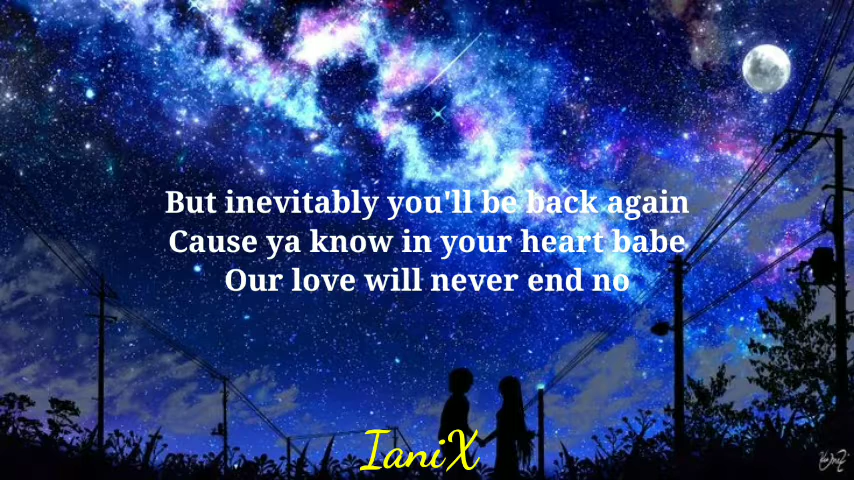 But inevitably you'll be back again
Cause ya know in your heart babe
Our love will never end no
IaniX